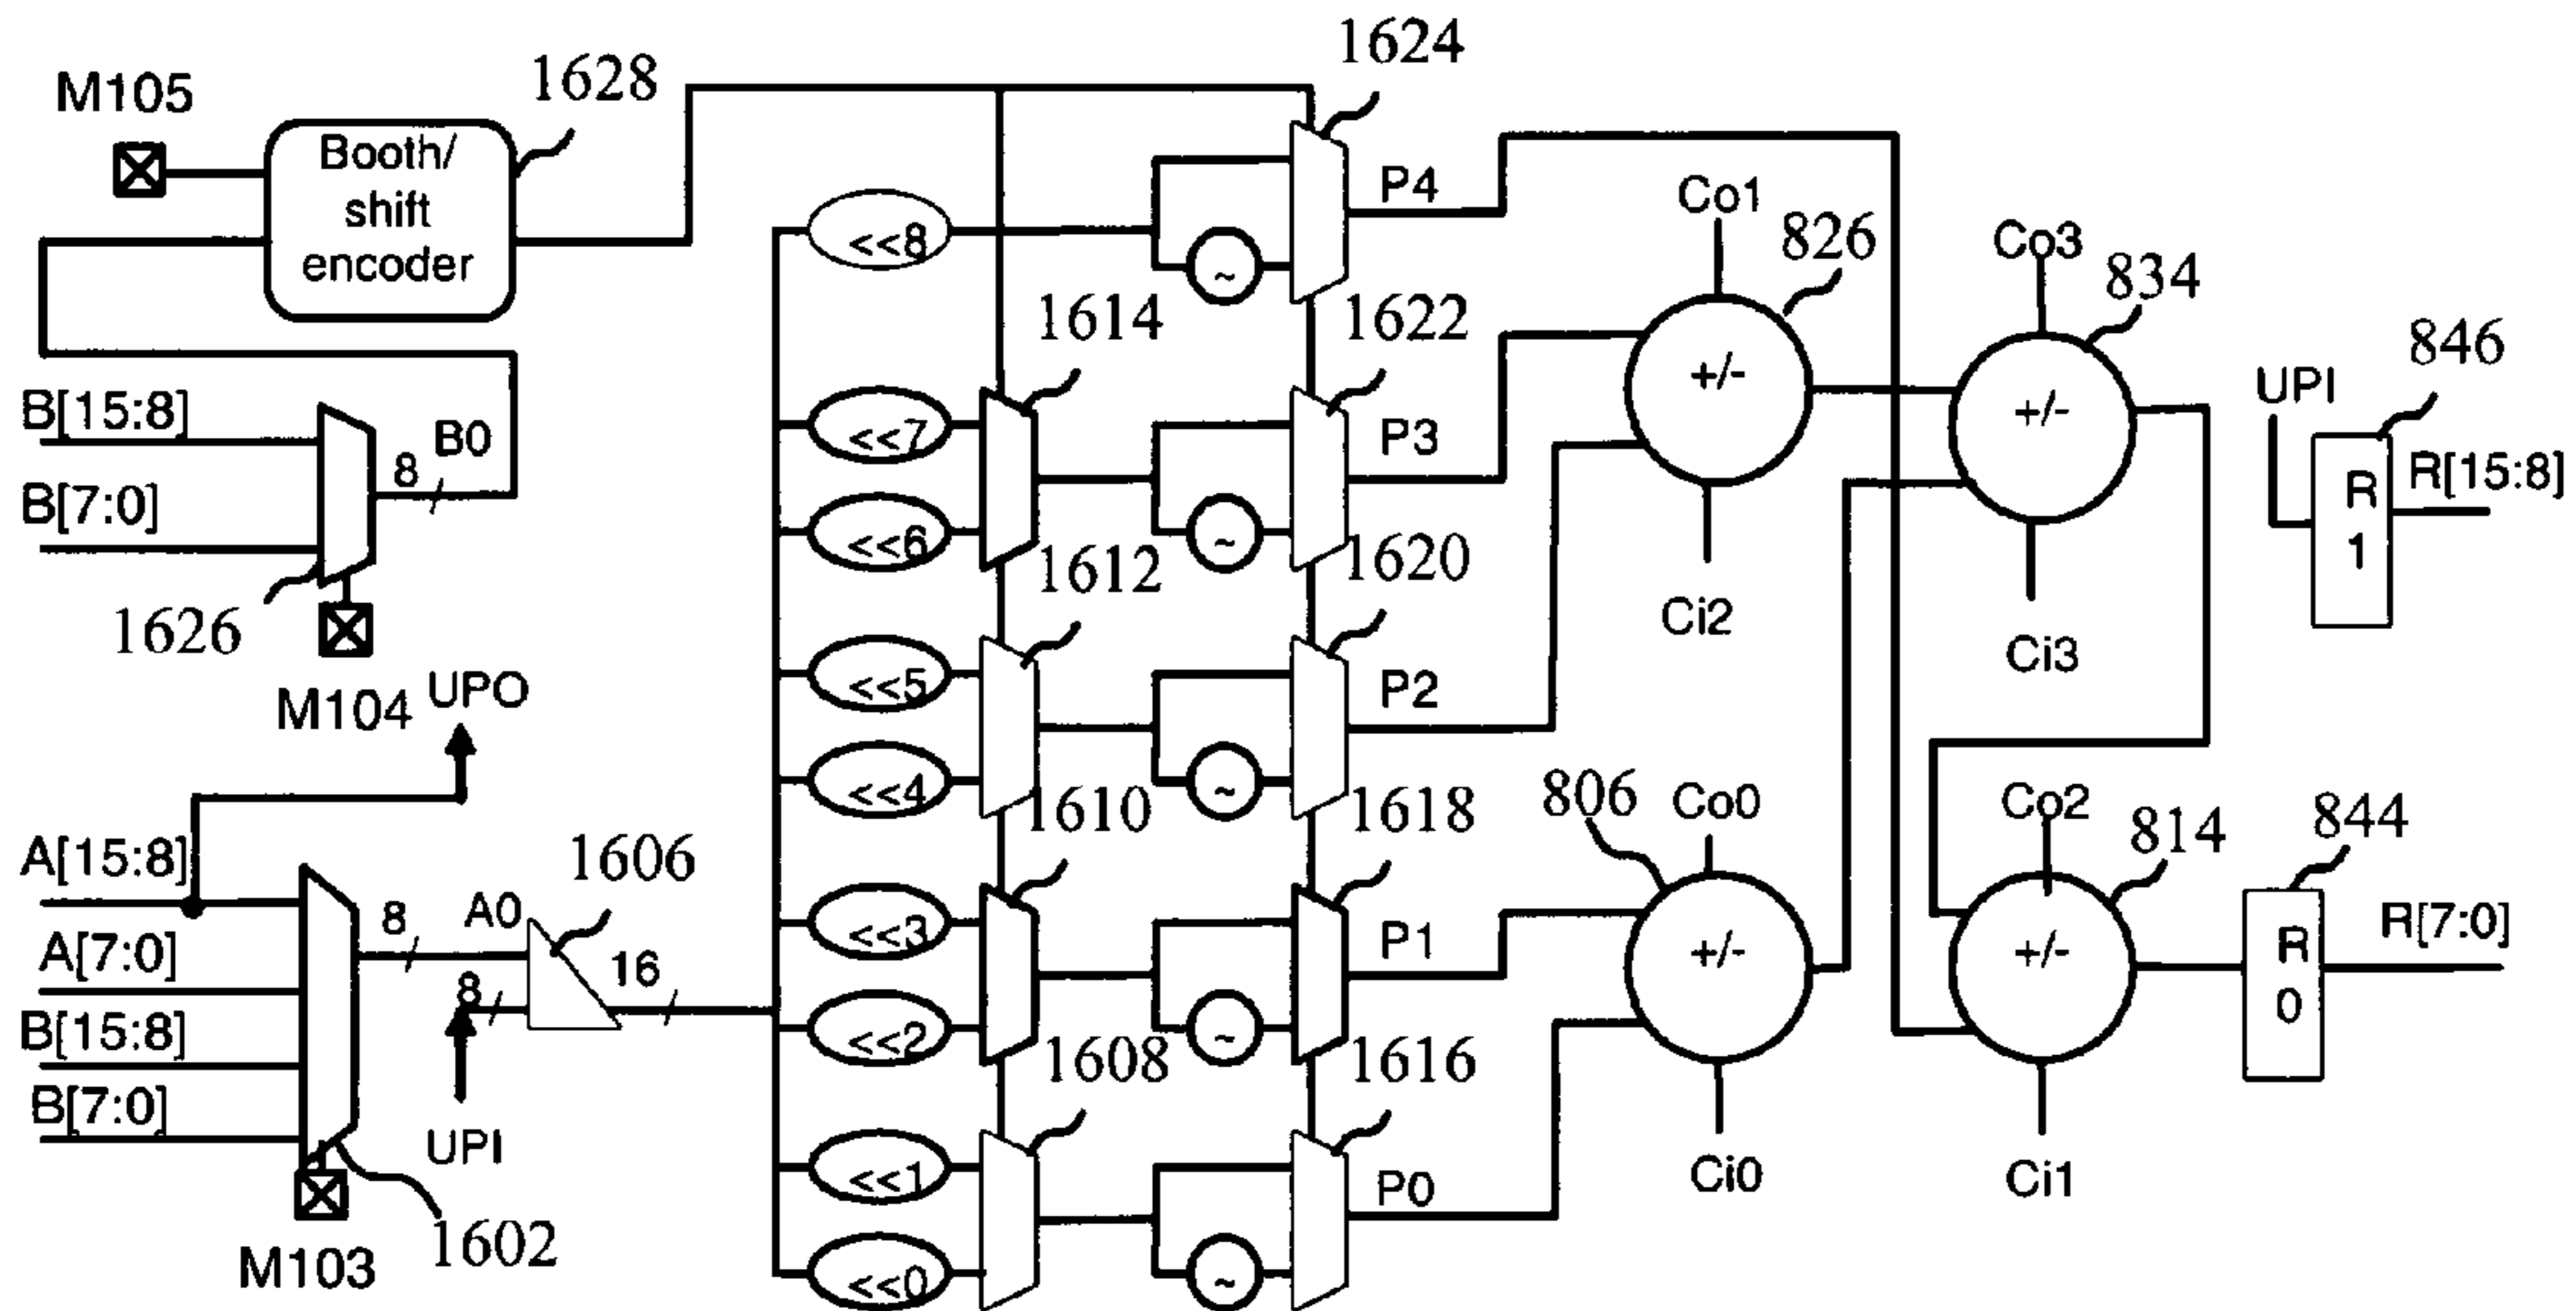 1624
M105
1628
Booth/
shift
encoder
<<8
~
P4
Co1
826
Co3
834
B[15:8]
8
B0
B[7:0]
1626
M104
1614
1622
<<7
<<6
~
P3
+/-
Ci2
+/-
Ci3
UPI
846
R
1
R[15:8]
1612
1620
<<5
<<4
~
P2
UPO
A[15:8]
A[7:0]
B[15:8]
B[7:0]
8
A0
1606
8
16
UPI
1602
M103
1610
1618
<<3
<<2
~
P1
806
Co0
+/-
Ci0
Co2
814
+/-
Ci1
844
R
0
R[7:0]
1608
1616
<<1
<<0
~
P0